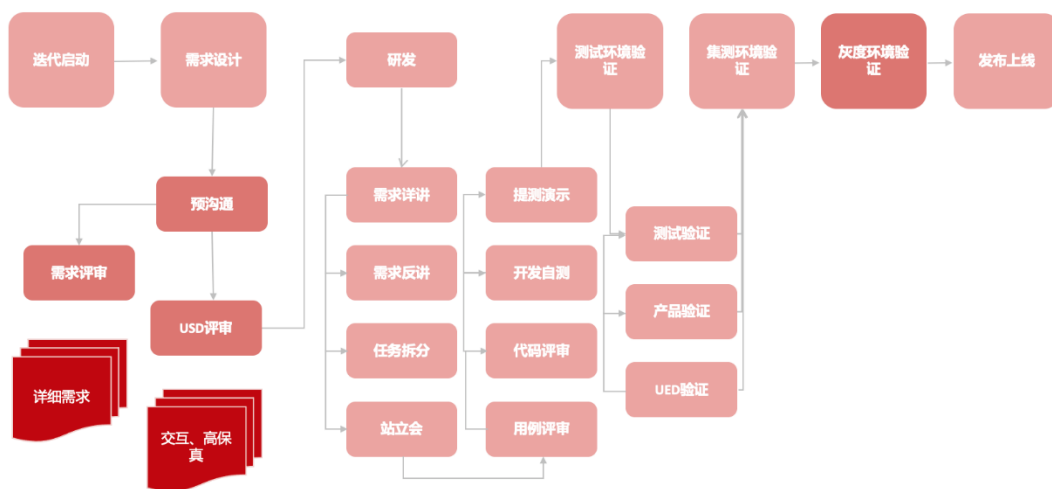 迭代启动
需求设计
研发
测试环境验
证
集测环境验
证
灰度环境验
证
发布上线
预沟通
需求评审
USD评审
详细需求
交互、高保
真
需求详讲
需求反讲
任务拆分
站立会
提测演示
开发自测
代码评审
用例评审
测试验证
产品验证
UED验证